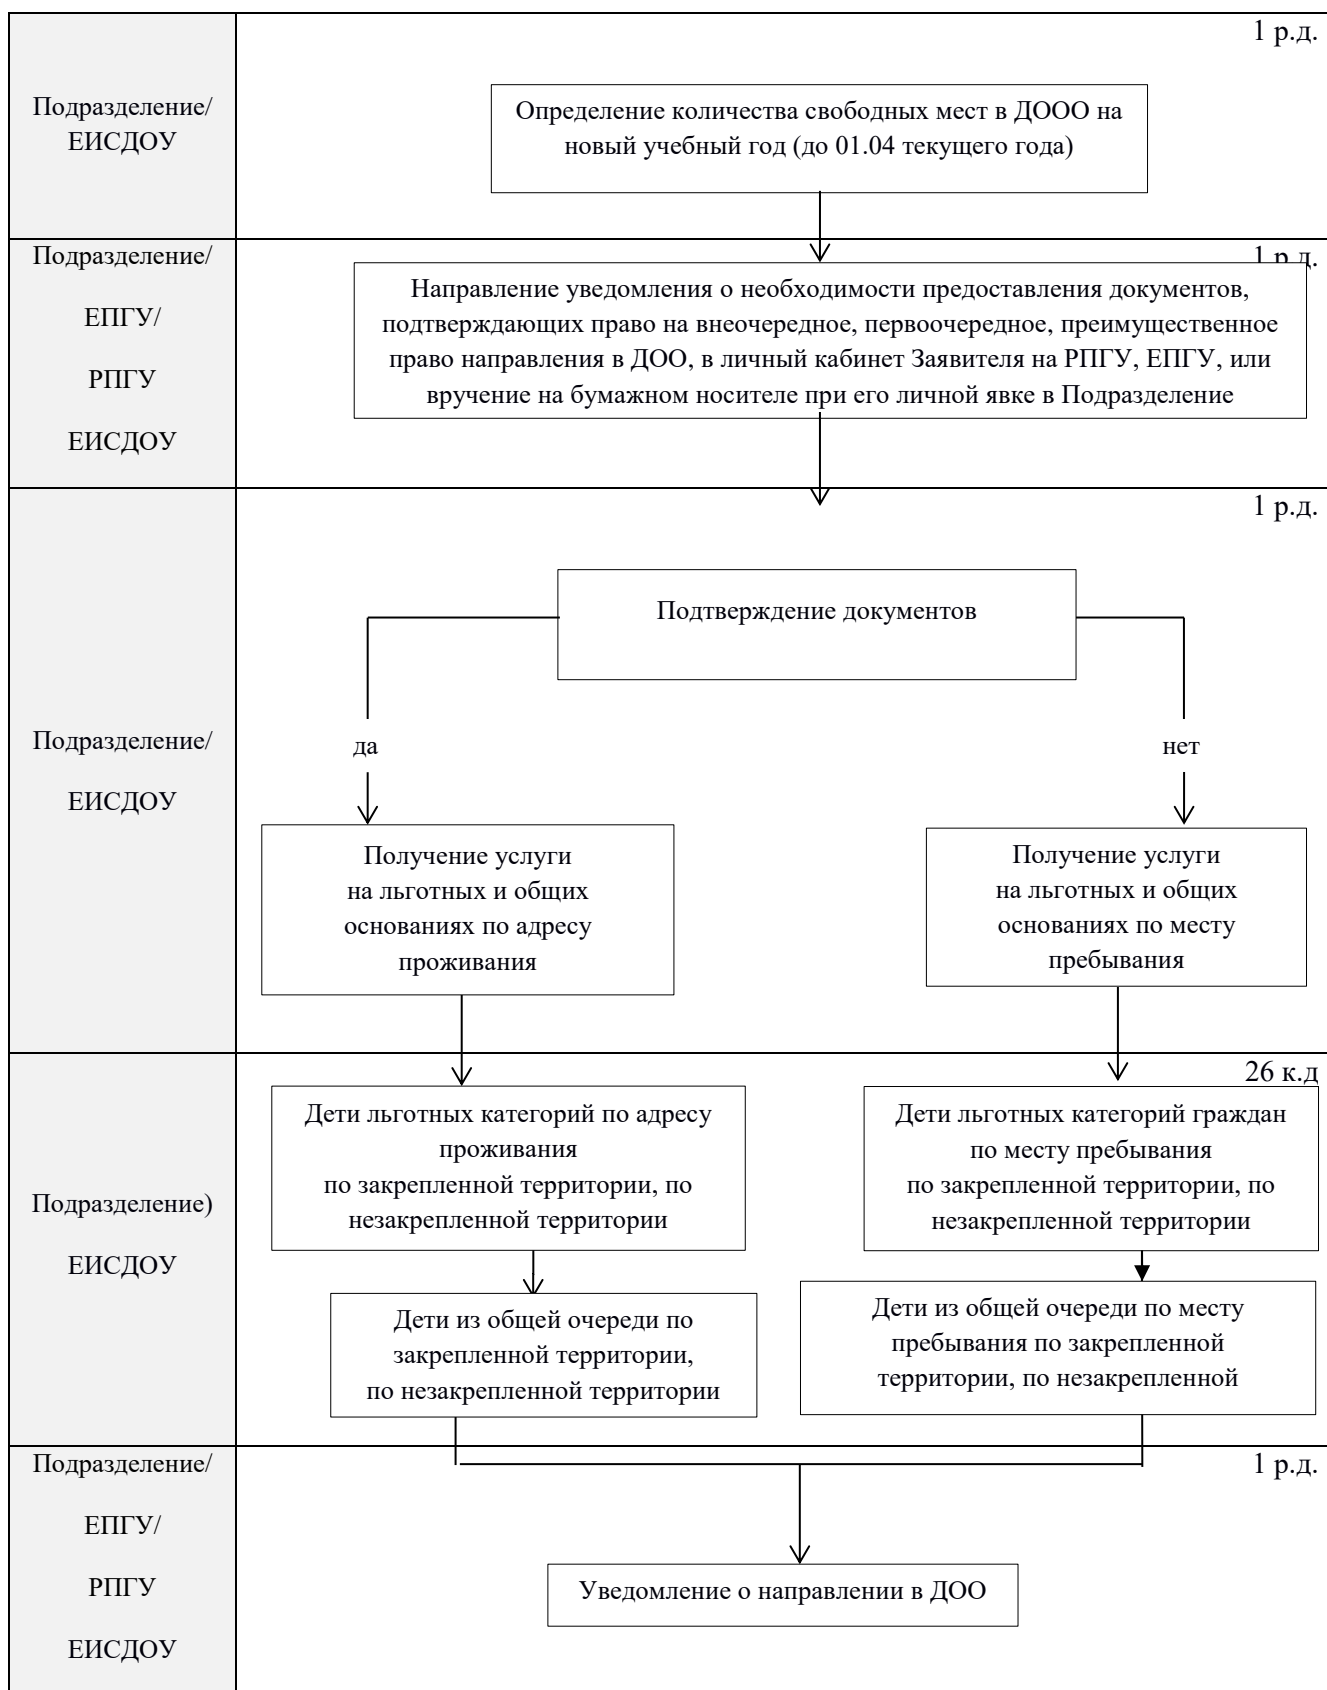 1 р.д.
Подразделение/
ЕИСДОУ
Определение количества свободных мест в ДООО на
новый учебный год (до 01.04 текущего года)
Подразделение/
ЕПГУ/
РПГУ
ЕИСДОУ
1 р.д.
Направление уведомления о необходимости предоставления документов,
подтверждающих право на внеочередное, первоочередное, преимущественное
право направления в ДОО, в личный кабинет Заявителя на РПГУ, ЕПГУ, или
вручение на бумажном носителе при его личной явке в Подразделение
1 р.д.
Подразделение/
ЕИСДОУ
Подтверждение документов
да
нет
Получение услуги
на льготных и общих
основаниях по адресу
проживания
Получение услуги
на льготных и общих
основаниях по месту
пребывания
26 к.д
Подразделение)
ЕИСДОУ
Дети льготных категорий по адресу
проживания
по закрепленной территории, по
незакрепленной территории
Дети льготных категорий граждан
по месту пребывания
по закрепленной территории, по
незакрепленной территории
Дети из общей очереди по
закрепленной территории,
по незакрепленной территории
Дети из общей очереди по месту
пребывания по закрепленной
территории, по незакрепленной
Подразделение/
ЕПГУ/
РПГУ
ЕИСДОУ
1 р.д.
Уведомление о направлении в ДОО